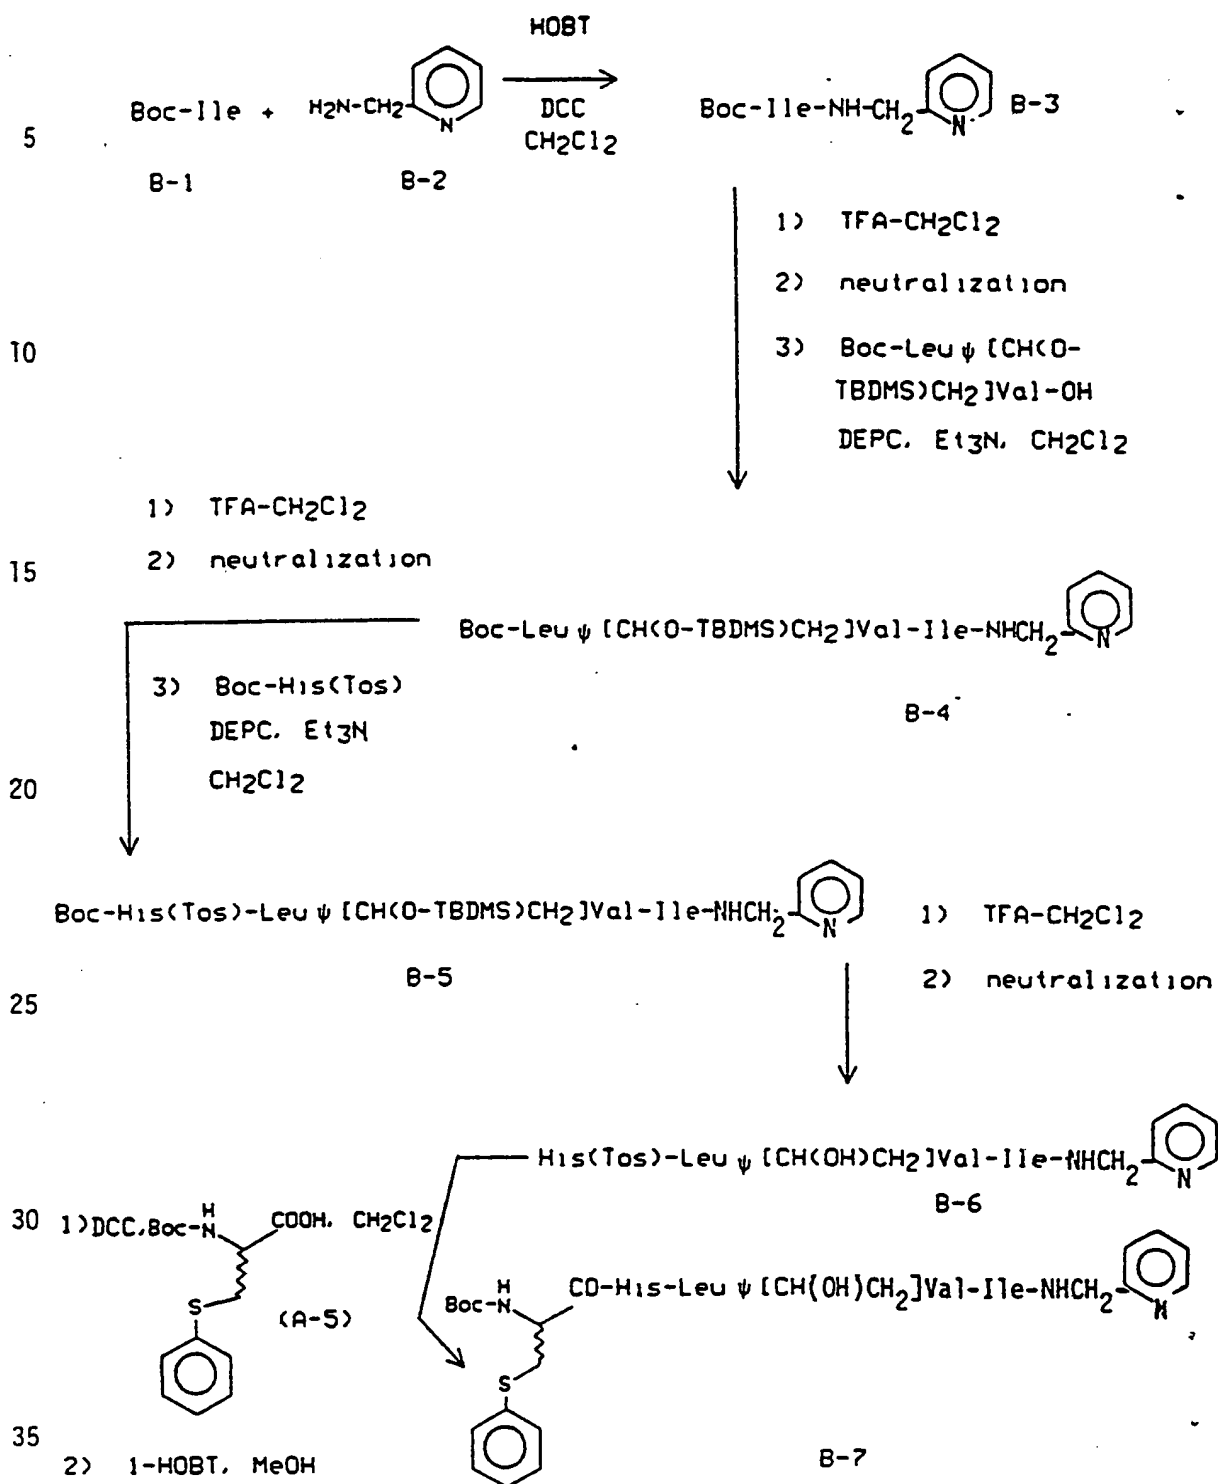 HOBT
5 Boc-Ile + H2N-CH2 N DCC CH2Cl2 Boc-Ile-NH-CH2 N B-3
B-1 B-2
1) TFA-CH2Cl2
2) neutralization
10 3) Boc-Leu ψ [CH(O-
TBDMS)CH2]Val-OH
DEPC, Et3N, CH2Cl2
1) TFA-CH2Cl2
15 2) neutralization
Boc-Leu ψ [CH(O-TBDMS)CH2]Val-Ile-NHCH2 N
B-4
3) Boc-His(Tos)
DEPC, Et3N
20 CH2Cl2
Boc-His(Tos)-Leu ψ [CH(O-TBDMS)CH2]Val-Ile-NHCH2 N
B-5
1) TFA-CH2Cl2
25 2) neutralization
His(Tos)-Leu ψ [CH(OH)CH2]Val-Ile-NHCH2 N
B-6
30 1) DCC, Boc-N H COOH, CH2Cl2
S (A-5)
Boc-N H CO-His-Leu ψ [CH(OH)CH2]Val-Ile-NHCH2 N
S
35 2) 1-HOBT, MeOH
B-7